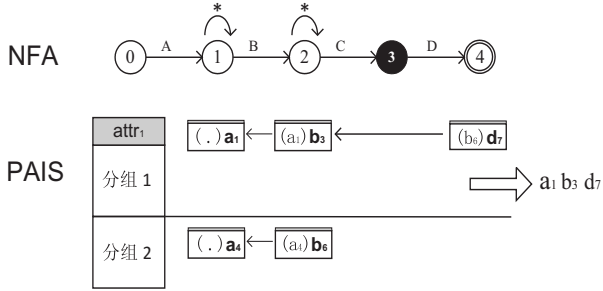 * *
NFA 0 A 1 B 2 C 3 D 4
attr₁ (.) a₁ (a₁) b₃ (b₆) d₇
PAIS 分组 1 a₁ b₃ d₇
分组 2 (.) a₄ (a₄) b₆